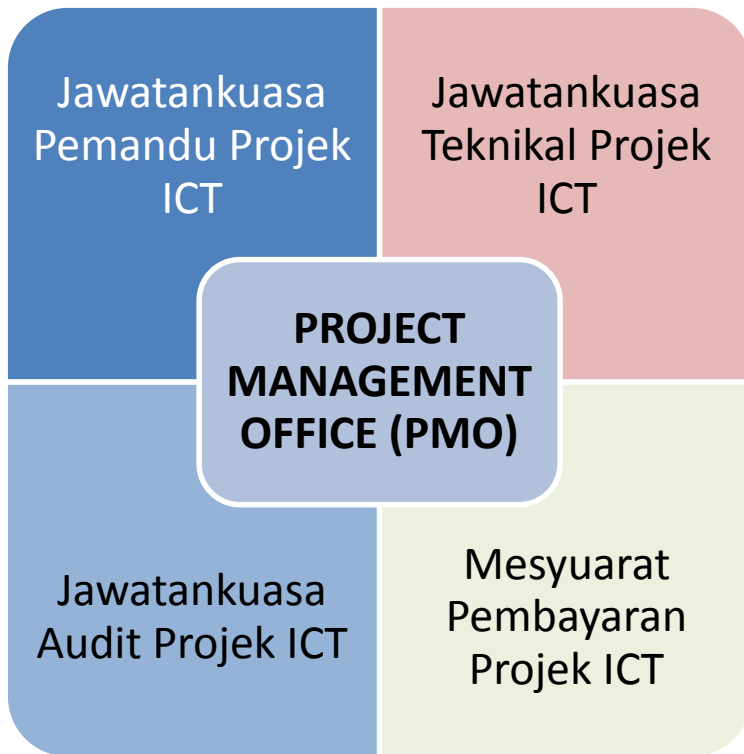 Jawatankuasa
Pemandu Projek
ICT
Jawatankuasa
Teknikal Projek
ICT
PROJECT
MANAGEMENT
OFFICE (PMO)
Jawatankuasa
Audit Projek ICT
Mesyuarat
Pembayaran
Projek ICT